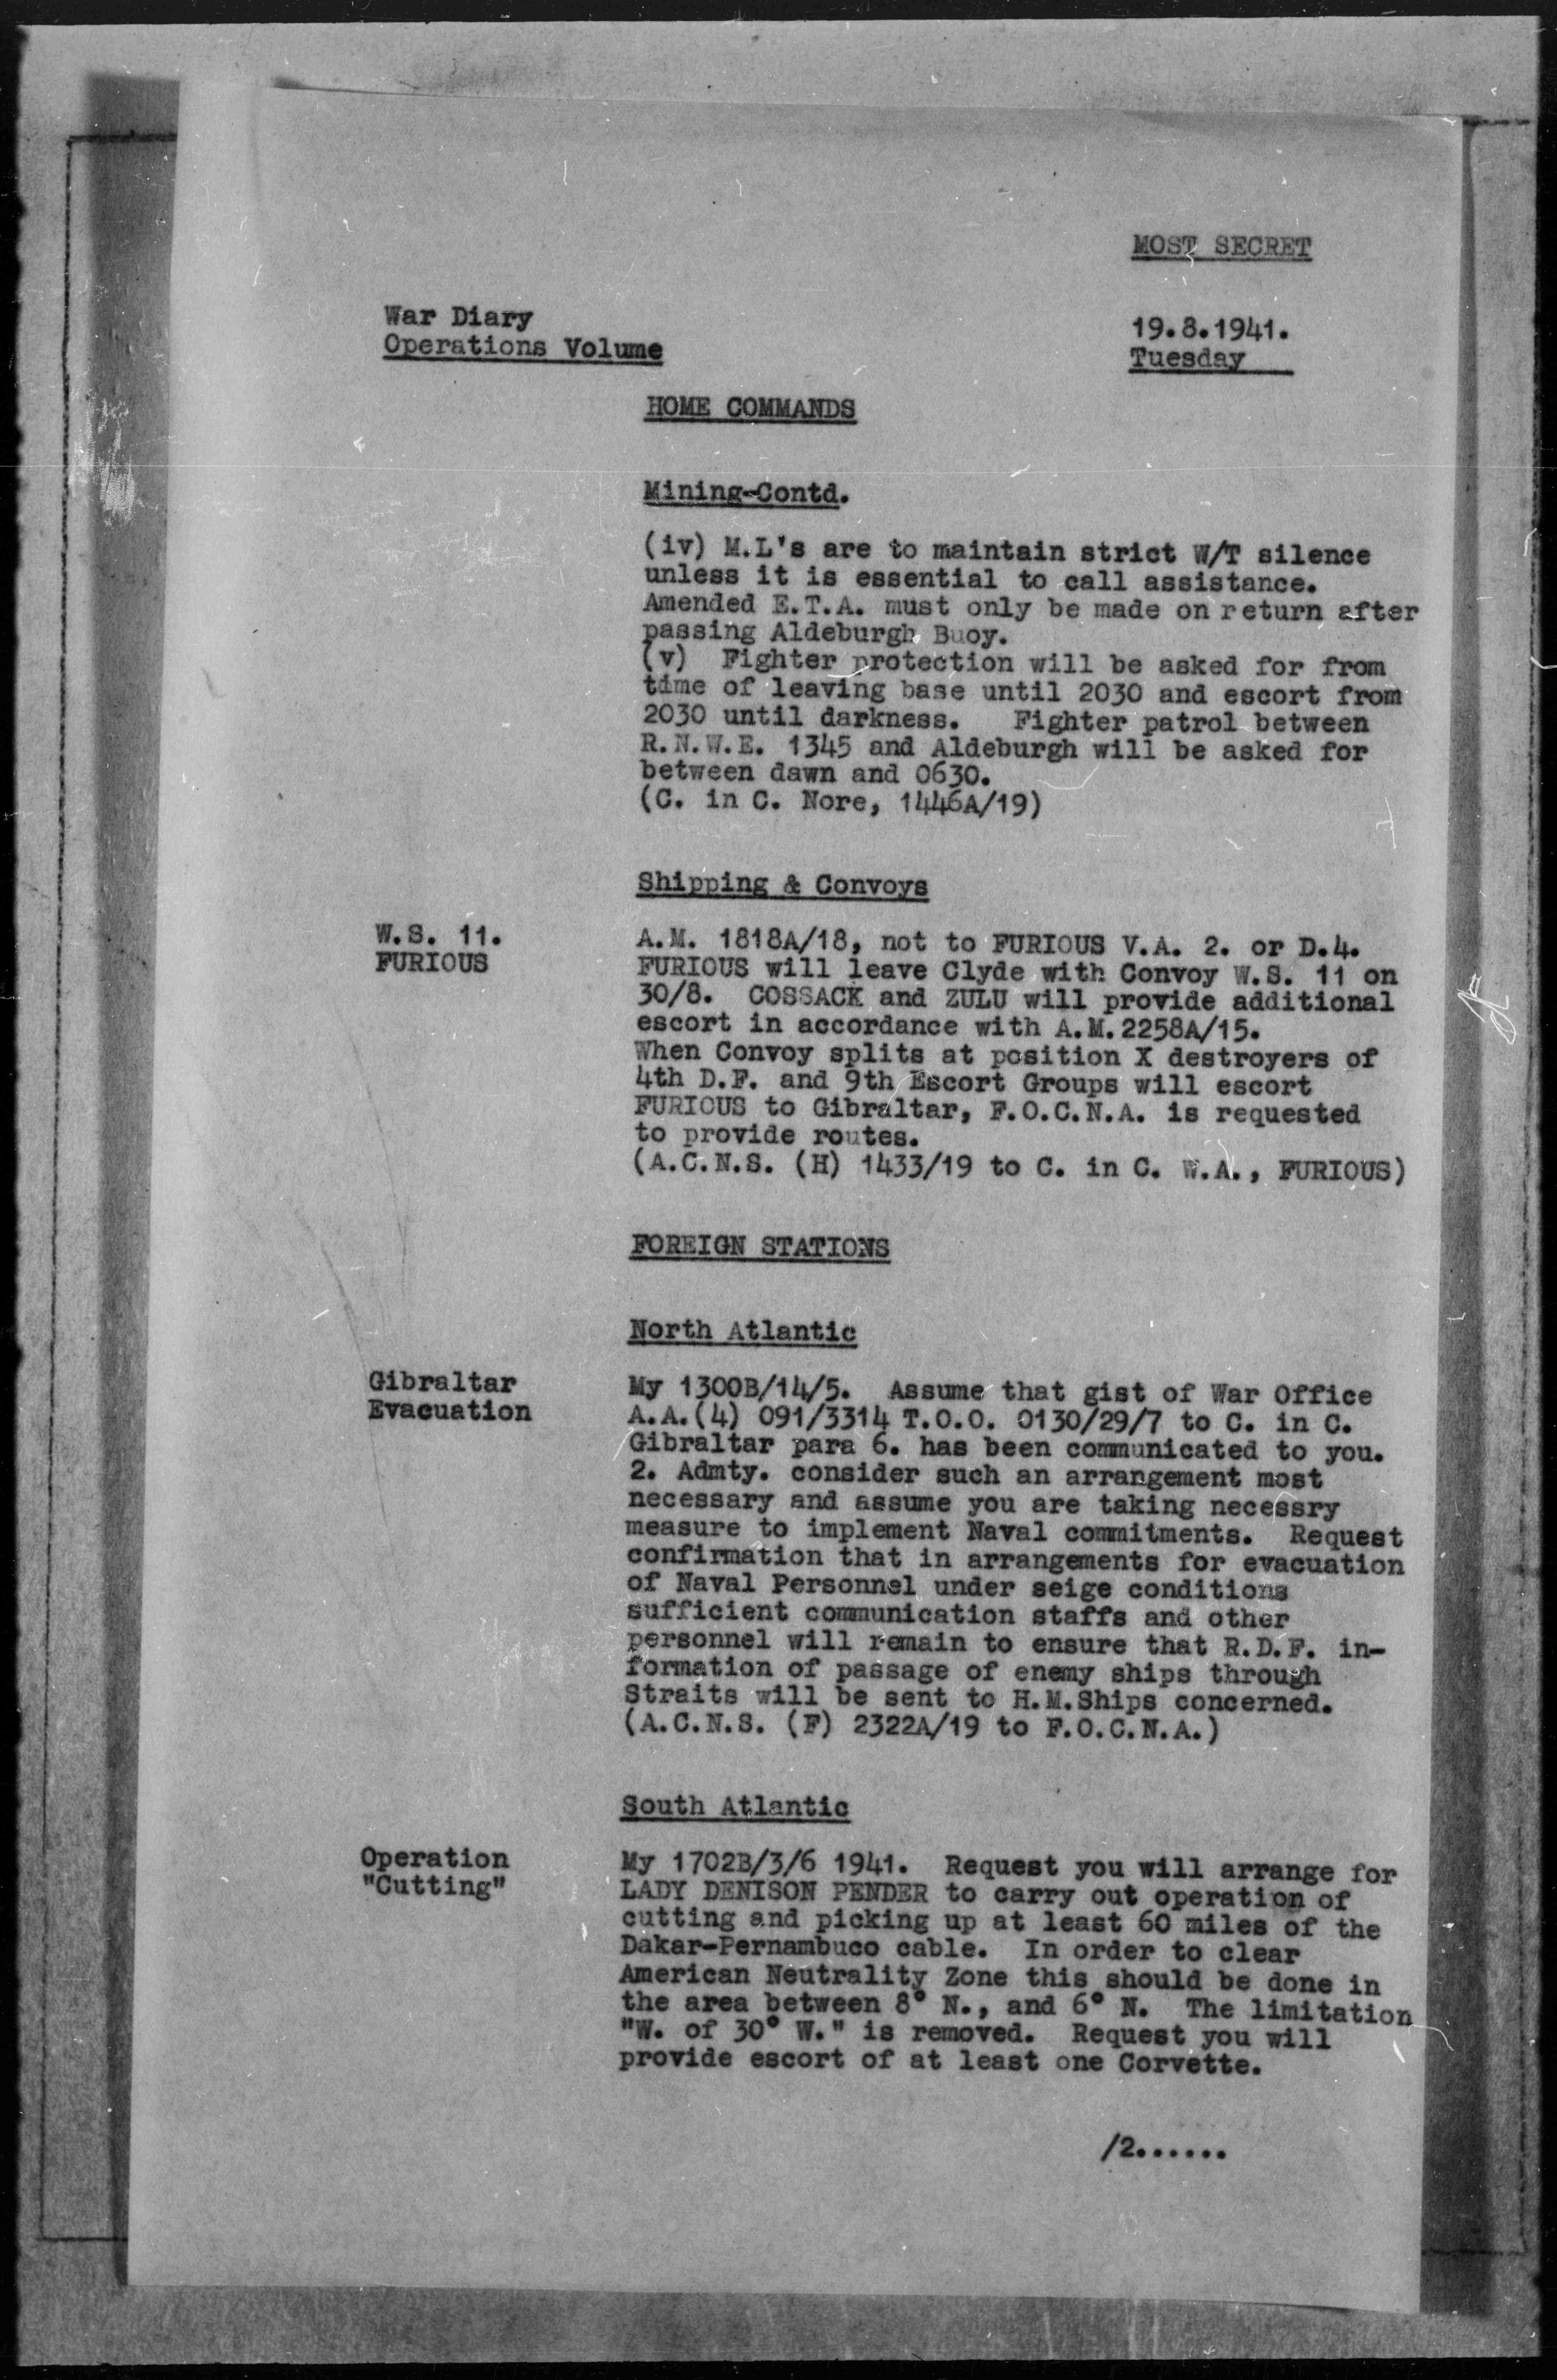 MOST SECRET
War Diary
Operations Volume
19.8.1941.
Tuesday
HOME COMMANDS
Mining-Contd.
(iv) M.L's are to maintain strict W/T silence
unless it is essential to call assistance.
Amended E.T.A. must only be made on return after
passing Aldeburgh Buoy.
(v) Fighter protection will be asked for from
time of leaving base until 2030 and escort from
2030 until darkness. Fighter patrol between
R.N.W.E. 1345 and Aldeburgh will be asked for
between dawn and 0630.
(C. in C. Nore, 1446A/19)
Shipping & Convoys
W.S. 11.
FURIOUS
A.M. 1818A/18, not to FURIOUS V.A. 2. or D.4.
FURIOUS will leave Clyde with Convoy W.S. 11 on
30/8. COSSACK and ZULU will provide additional
escort in accordance with A.M.2258A/15.
When Convoy splits at position X destroyers of
4th D.F. and 9th Escort Groups will escort
FURIOUS to Gibraltar, F.O.C.N.A. is requested
to provide routes.
(A.C.N.S. (H) 1433/19 to C. in C. W.A., FURIOUS)
FOREIGN STATIONS
North Atlantic
Gibraltar
Evacuation
My 1300B/14/5. Assume that gist of War Office
A.A.(4) 091/3314 T.O.O. 0130/29/7 to C. in C.
Gibraltar para 6. has been communicated to you.
2. Admty. consider such an arrangement most
necessary and assume you are taking necessry
measure to implement Naval commitments. Request
confirmation that in arrangements for evacuation
of Naval Personnel under seige conditions
sufficient communication staffs and other
personnel will remain to ensure that R.D.F. in-
formation of passage of enemy ships through
Straits will be sent to H.M.Ships concerned.
(A.C.N.S. (F) 2322A/19 to F.O.C.N.A.)
South Atlantic
Operation
"Cutting"
My 1702B/3/6 1941. Request you will arrange for
LADY DENISON PENDER to carry out operation of
cutting and picking up at least 60 miles of the
Dakar-Pernambuco cable. In order to clear
American Neutrality Zone this should be done in
the area between 8° N., and 6° N. The limitation
"W. of 30° W." is removed. Request you will
provide escort of at least one Corvette.
/2......